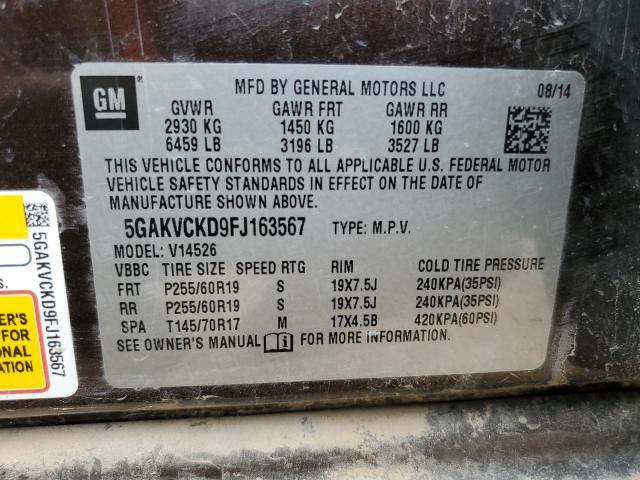 GM
MFD BY GENERAL MOTORS LLC 08/14
GVWR GAWR FRT GAWR RR
2930 KG 1450 KG 1600 KG
6459 LB 3196 LB 3527 LB
THIS VEHICLE CONFORMS TO ALL APPLICABLE U.S. FEDERAL MOTOR
VEHICLE SAFETY STANDARDS IN EFFECT ON THE DATE OF
MANUFACTURE SHOWN ABOVE.
5GAKVCKD9FJ163567 TYPE: M.P.V.
MODEL: V14526
VBBC TIRE SIZE SPEED RTG RIM COLD TIRE PRESSURE
FRT P255/60R19 S 19X7.5J 240KPA(35PSI)
RR P255/60R19 S 19X7.5J 240KPA(35PSI)
SPA T145/70R17 M 17X4.5B 420KPA(60PSI)
SEE OWNER'S MANUAL FOR MORE INFORMATION
5GAKVCKD9FJ163567
FOR